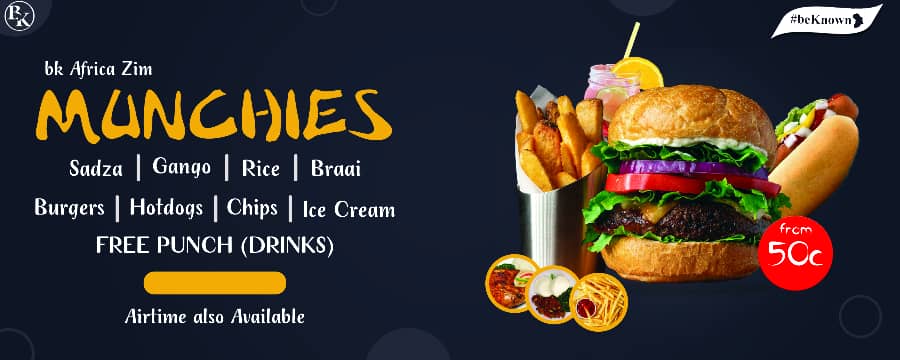 BK
#beKnown
bk Africa Zim
MUNCHIES
Sadza | Gango | Rice | Braai
Burgers | Hotdogs | Chips | Ice Cream
FREE PUNCH (DRINKS)
Airtime also Available
from
50c